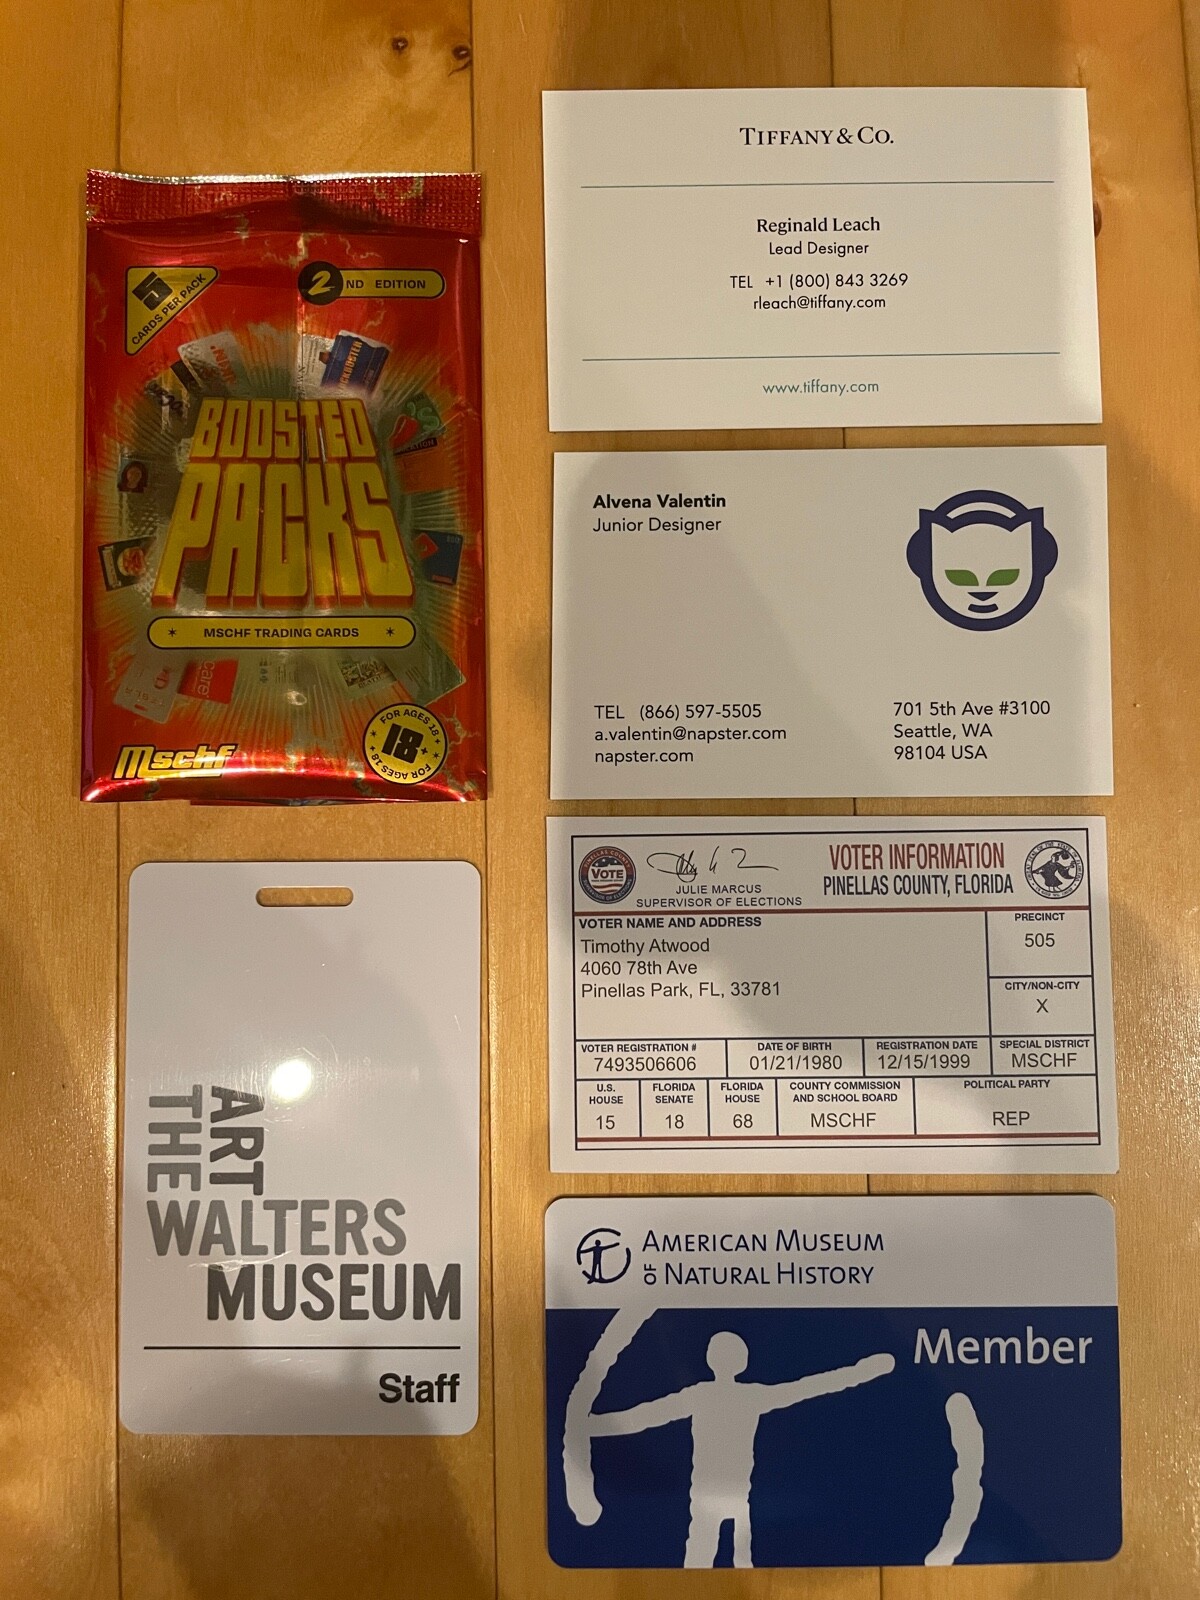 5
CARDS PER PACK
2ND EDITION
BOOSTED
PACKS
MSCHF TRADING CARDS
Mschf
FOR AGES 18+
18+
FOR AGES 18+
TIFFANY & CO.
Reginald Leach
Lead Designer
TEL +1 (800) 843 3269
rleach@tiffany.com
www.tiffany.com
Alvena Valentin
Junior Designer
TEL (866) 597-5505
a.valentin@napster.com
napster.com
701 5th Ave #3100
Seattle, WA
98104 USA
VOTE
JULIE MARCUS
SUPERVISOR OF ELECTIONS
VOTER INFORMATION
PINELLAS COUNTY, FLORIDA
VOTER NAME AND ADDRESS
Timothy Atwood
4060 78th Ave
Pinellas Park, FL, 33781
PRECINCT
505
CITY/NON-CITY
X
VOTER REGISTRATION #
7493506606
DATE OF BIRTH
01/21/1980
REGISTRATION DATE
12/15/1999
SPECIAL DISTRICT
MSCHF
U.S.
HOUSE
15
FLORIDA
SENATE
18
FLORIDA
HOUSE
68
COUNTY COMMISSION
AND SCHOOL BOARD
MSCHF
POLITICAL PARTY
REP
THE
ART
WALTERS
MUSEUM
Staff
AMERICAN MUSEUM
OF NATURAL HISTORY
Member